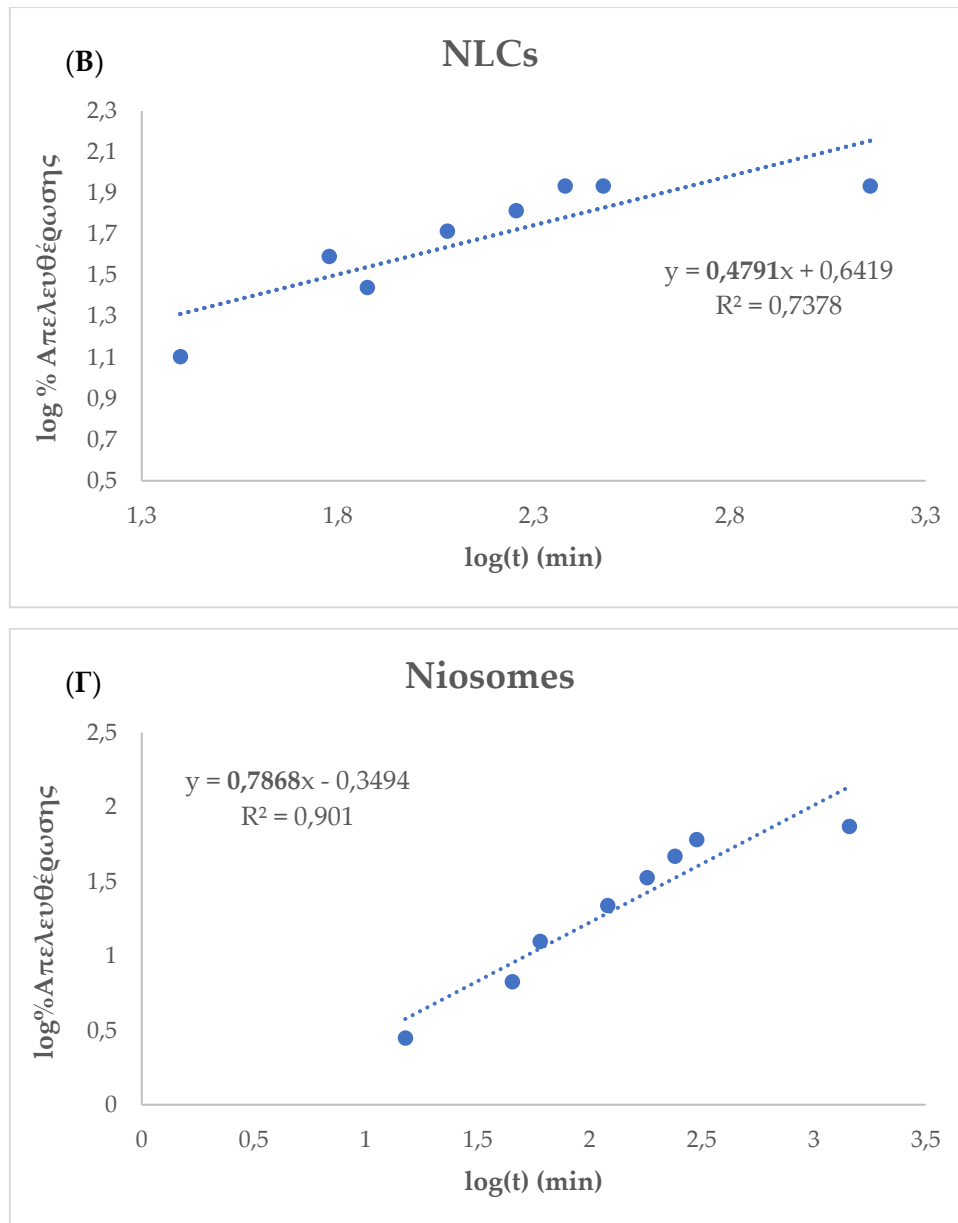 (Β)
NLCs
2,3
2,1
1,9
1,7
1,5
1,3
1,1
0,9
0,7
0,5
log % Απελευθέρωσης
y = 0,4791x + 0,6419
R² = 0,7378
1,3 1,8 2,3 2,8 3,3
log(t) (min)
(Γ)
Niosomes
2,5
2
1,5
1
0,5
0
log%Απελευθέρωσης
y = 0,7868x - 0,3494
R² = 0,901
0 0,5 1 1,5 2 2,5 3 3,5
log(t) (min)